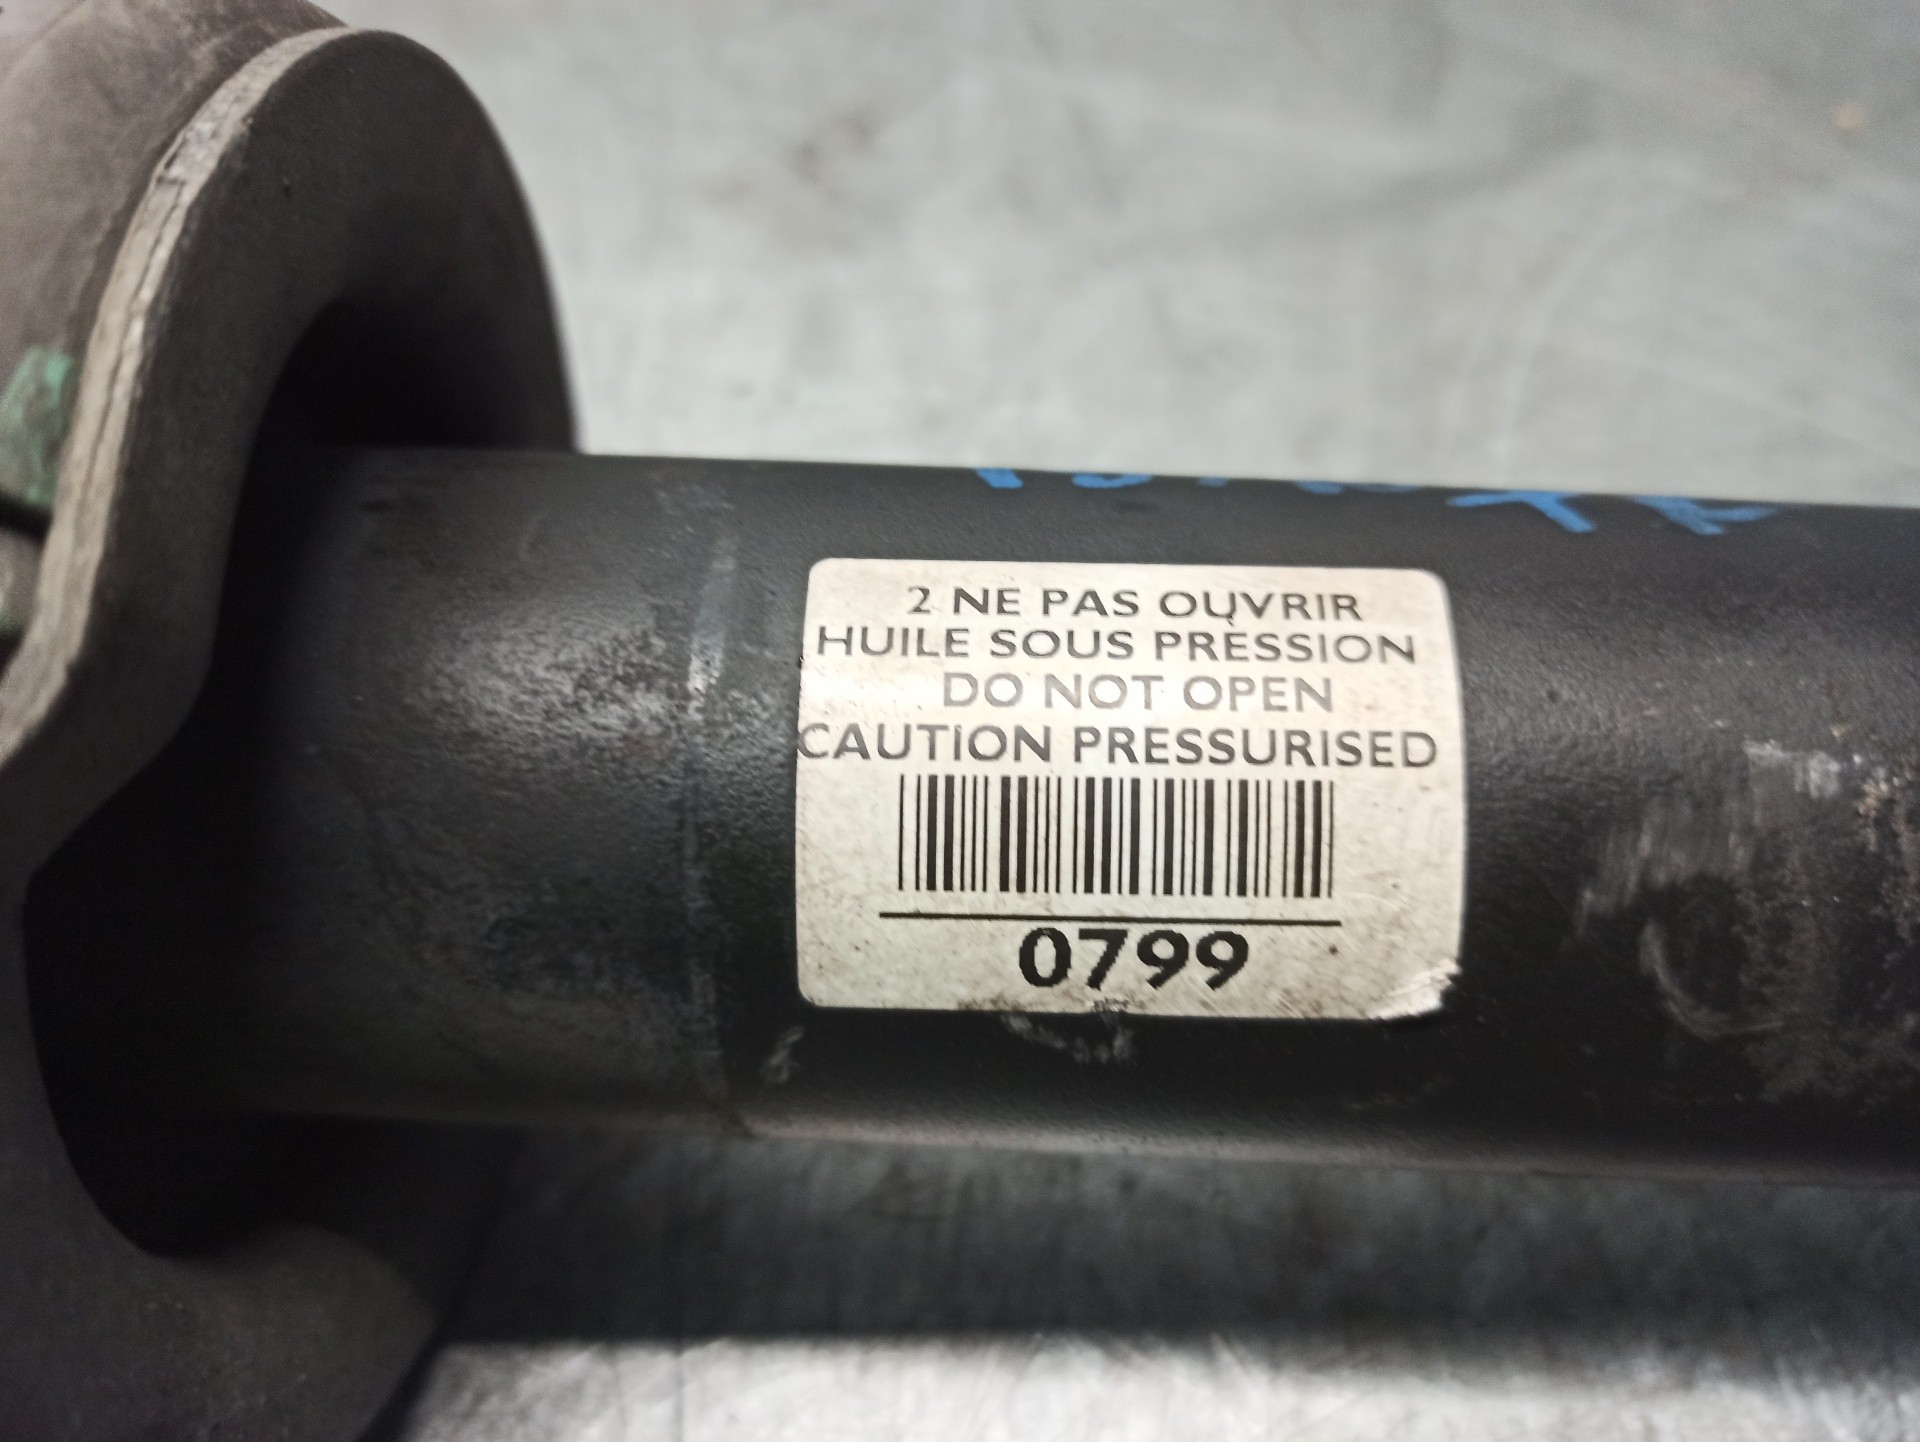 2 NE PAS OUVRIR
HUILE SOUS PRESSION
DO NOT OPEN
CAUTION PRESSURISED
0799